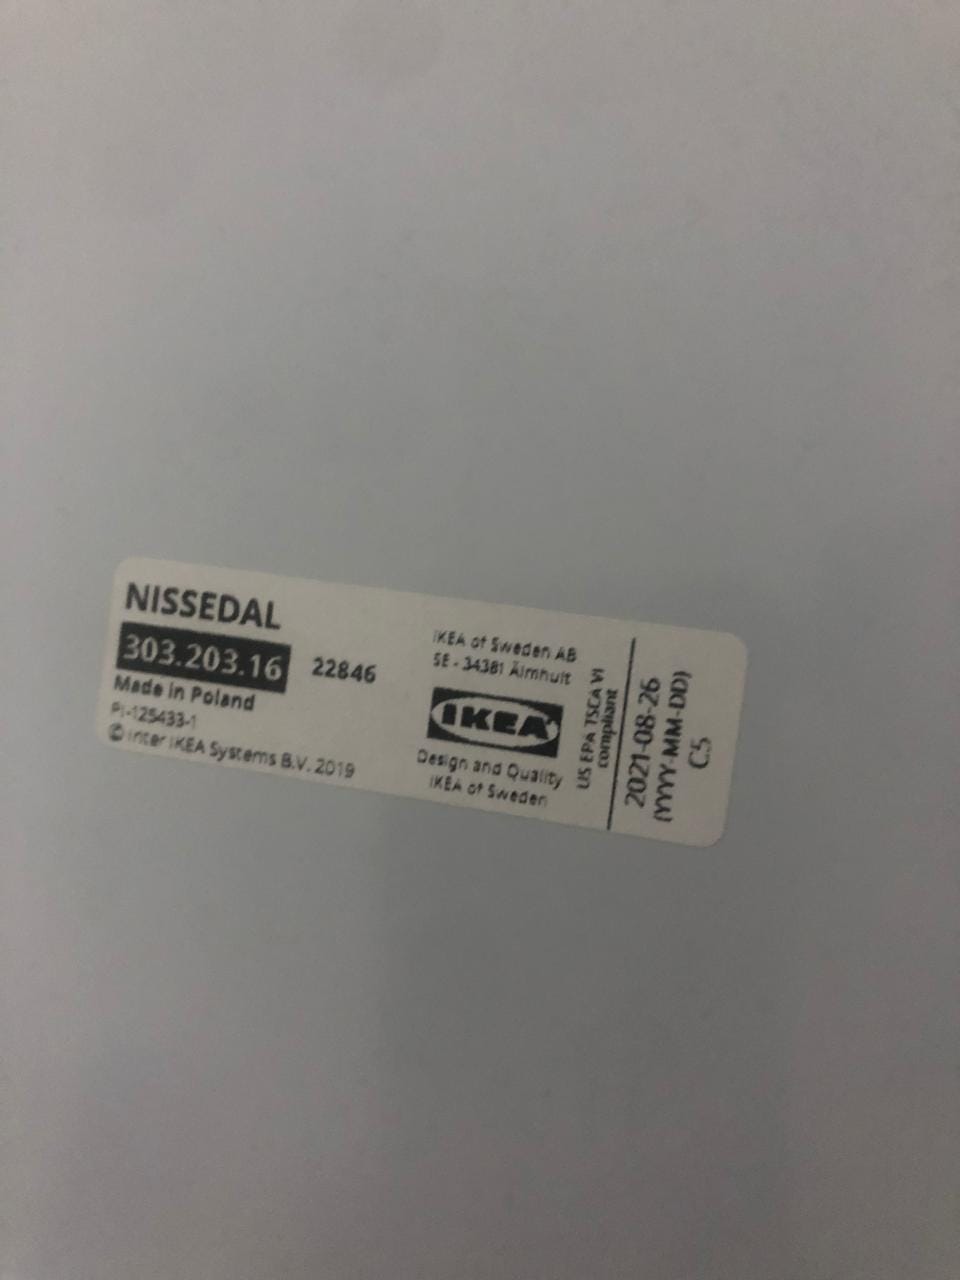 NISSEDAL
303.203.16
22846
Made in Poland
PI-125433-1
© Inter IKEA Systems B.V. 2019
IKEA of Sweden AB
SE - 34381 Älmhult
IKEA
Design and Quality
IKEA of Sweden
US EPA TSCA VI
compliant
2021-08-26
(YYYY-MM-DD)
C5